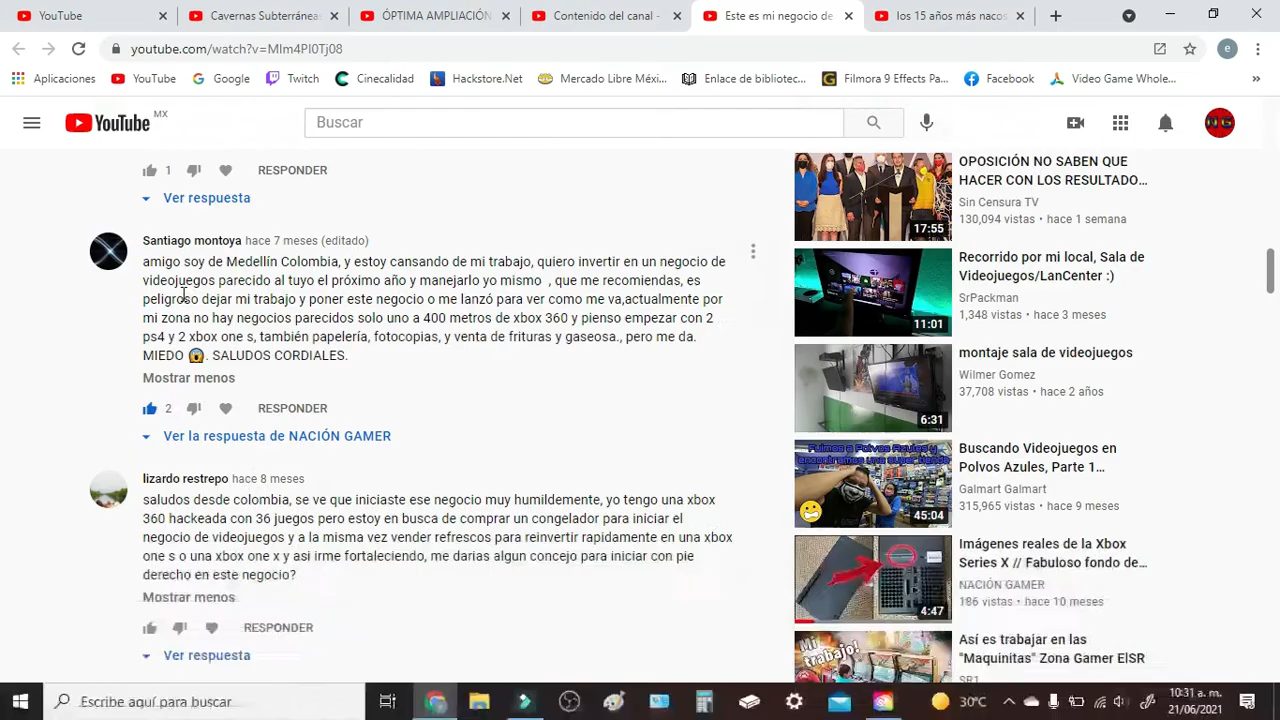 YouTube
Cavernas Subterránea
ÓPTIMA AMPLIACIÓN
Contenido del canal -
Este es mi negocio de
los 15 años más nacos
youtube.com/watch?v=MIm4PI0Tj08
e
Aplicaciones
YouTube
Google
Twitch
Cinecalidad
Hackstore.Net
Mercado Libre Méxi...
Enlace de bibliotec...
Filmora 9 Effects Pa...
Facebook
Video Game Whole...
»
YouTube MX
Buscar
NG
1 RESPONDER
Ver respuesta
Santiago montoya hace 7 meses (editado)
amigo soy de Medellín Colombia, y estoy cansando de mi trabajo, quiero invertir en un negocio de
videojuegos parecido al tuyo el próximo año y manejarlo yo mismo , que me recomiendas, es
peligroso dejar mi trabajo y poner este negocio o me lanzó para ver como me va,actualmente por
mi zona no hay negocios parecidos solo uno a 400 metros de xbox 360 y pienso empezar con 2
ps4 y 2 xbox one s, también papelería, fotocopias, y venta de frituras y gaseosa., pero me da.
MIEDO 😱. SALUDOS CORDIALES.
Mostrar menos
2 RESPONDER
Ver la respuesta de NACIÓN GAMER
lizardo restrepo hace 8 meses
saludos desde colombia, se ve que iniciaste ese negocio muy humildemente, yo tengo una xbox
360 hackeada con 36 juegos pero estoy en busca de comprar un congelador para iniciar el
negocio de videojuegos y a la misma vez vender refrescos para reinvertir rapidamente en una xbox
one s o una xbox one x y asi irme fortaleciendo, me darias algun concejo para iniciar con pie
derecho en este negocio?
Mostrar menos
RESPONDER
Ver respuesta
17:55
OPOSICIÓN NO SABEN QUE
HACER CON LOS RESULTADO...
Sin Censura TV
130,094 vistas • hace 1 semana
11:01
Recorrido por mi local, Sala de
Videojuegos/LanCenter :)
SrPackman
1,348 vistas • hace 3 meses
6:31
montaje sala de videojuegos
Wilmer Gomez
37,708 vistas • hace 2 años
Fuimos a Polvos Azules y
encontramos una super tienda
45:04
Buscando Videojuegos en
Polvos Azules, Parte 1...
Galmart Galmart
315,965 vistas • hace 9 meses
4:47
Imágenes reales de la Xbox
Series X // Fabuloso fondo de...
NACIÓN GAMER
186 vistas • hace 10 meses
Mi
trabajo!
Así es trabajar en las
"Maquinitas" Zona Gamer ElSR
SR1
Escribe aquí para buscar
30°C
10:31 a. m.
21/06/2021